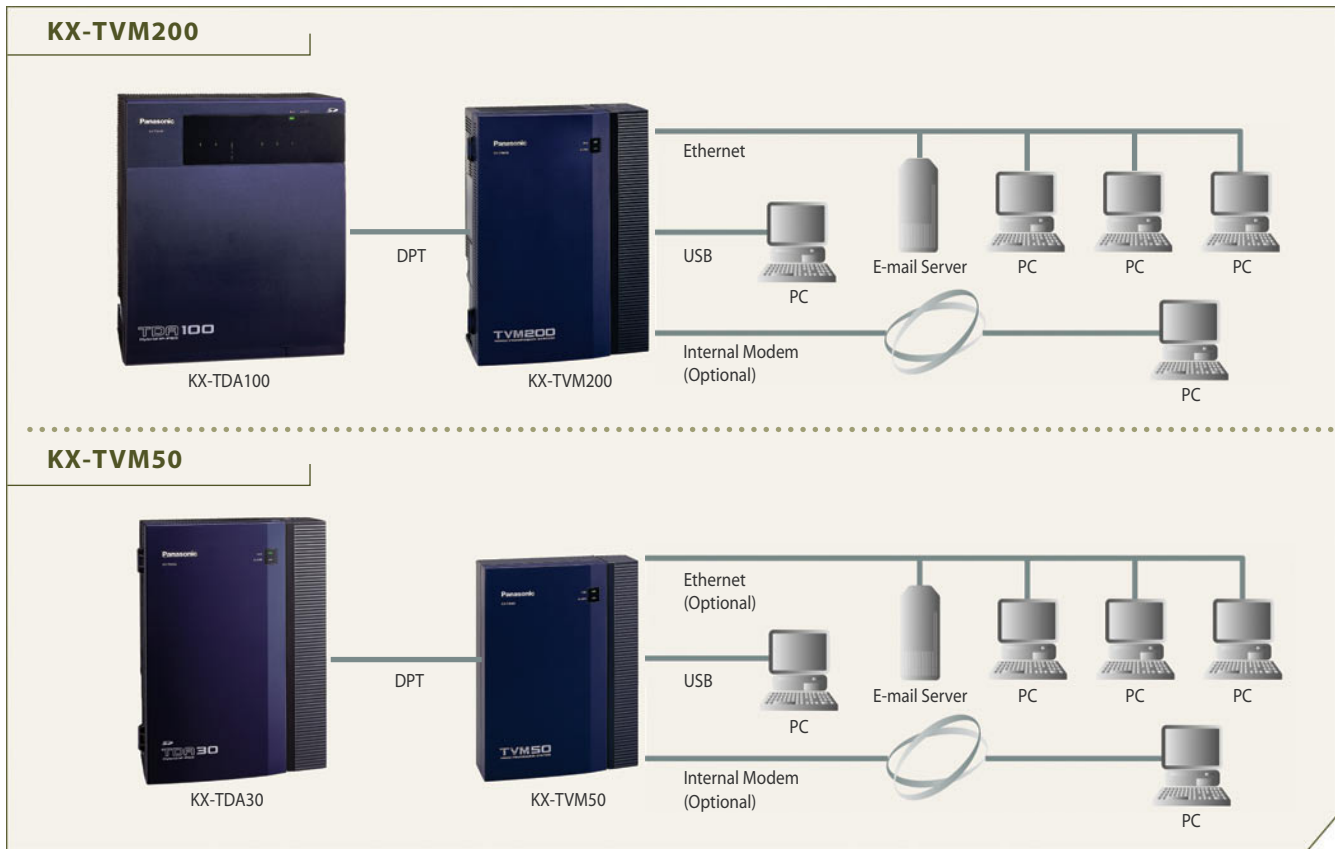 KX-TVM200
Panasonic
Panasonic
TDA100
TVM200
DPT
Ethernet
USB
PC
E-mail Server
PC
PC
PC
Internal Modem
(Optional)
PC
KX-TDA100
KX-TVM200
KX-TVM50
Panasonic
Panasonic
TDA30
TVM50
DPT
Ethernet
(Optional)
USB
PC
E-mail Server
PC
PC
PC
Internal Modem
(Optional)
PC
KX-TDA30
KX-TVM50